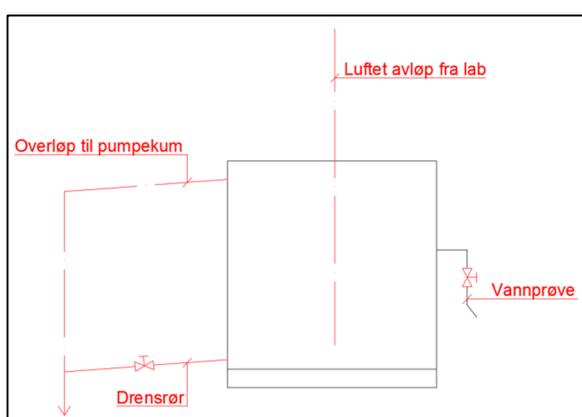 Luftet avløp fra lab
Overløp til pumpekum
Vannprøve
Drensrør